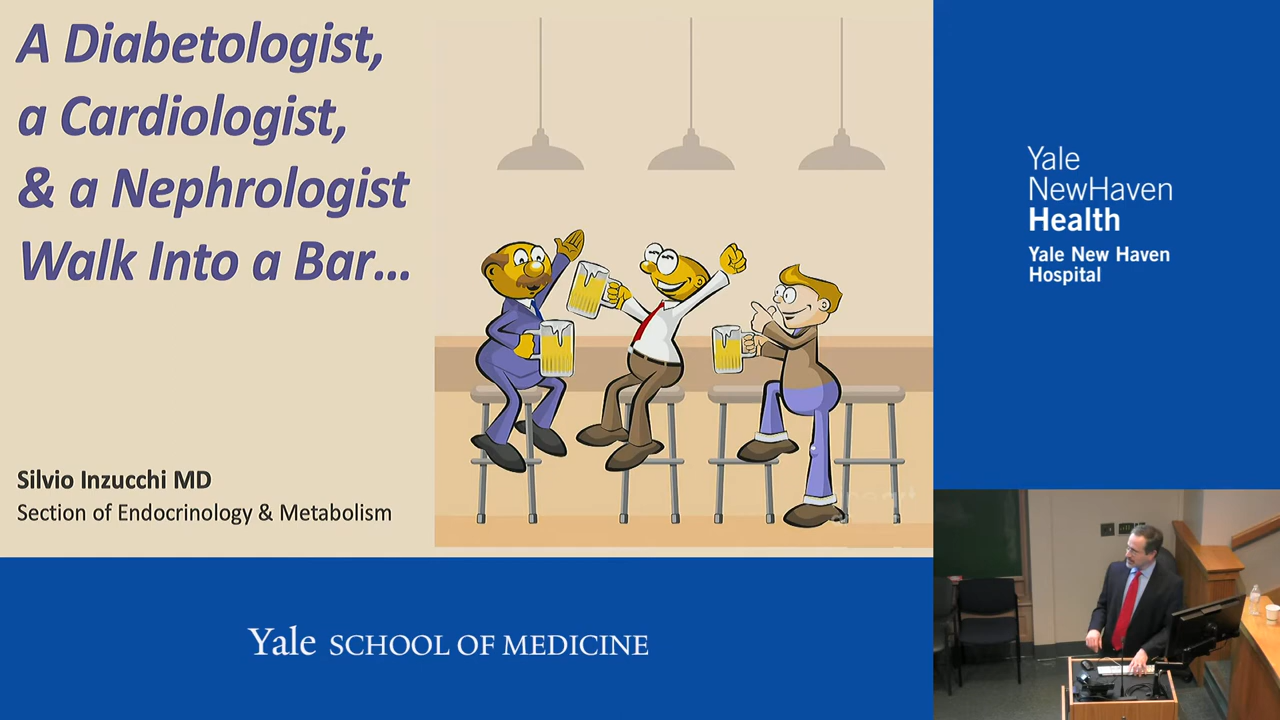 A Diabetologist,
a Cardiologist,
& a Nephrologist
Walk Into a Bar...
Silvio Inzucchi MD
Section of Endocrinology & Metabolism
Yale SCHOOL OF MEDICINE
Yale
NewHaven
Health
Yale New Haven
Hospital